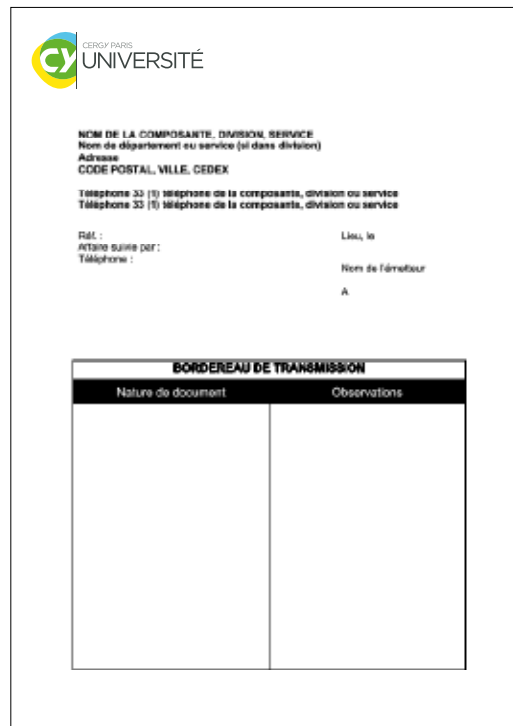 CY
CERGY PARIS
UNIVERSITÉ
NOM DE LA COMPOSANTE, DIVISION, SERVICE
Nom de département ou service (si dans division)
Adresse
CODE POSTAL, VILLE, CEDEX
Téléphone 33 (1) téléphone de la composante, division ou service
Téléphone 33 (1) téléphone de la composante, division ou service
Réf. :
Affaire suivie par :
Téléphone :
Lieu, le
Nom de l'émetteur
A
BORDEREAU DE TRANSMISSION
Nature de document
Observations